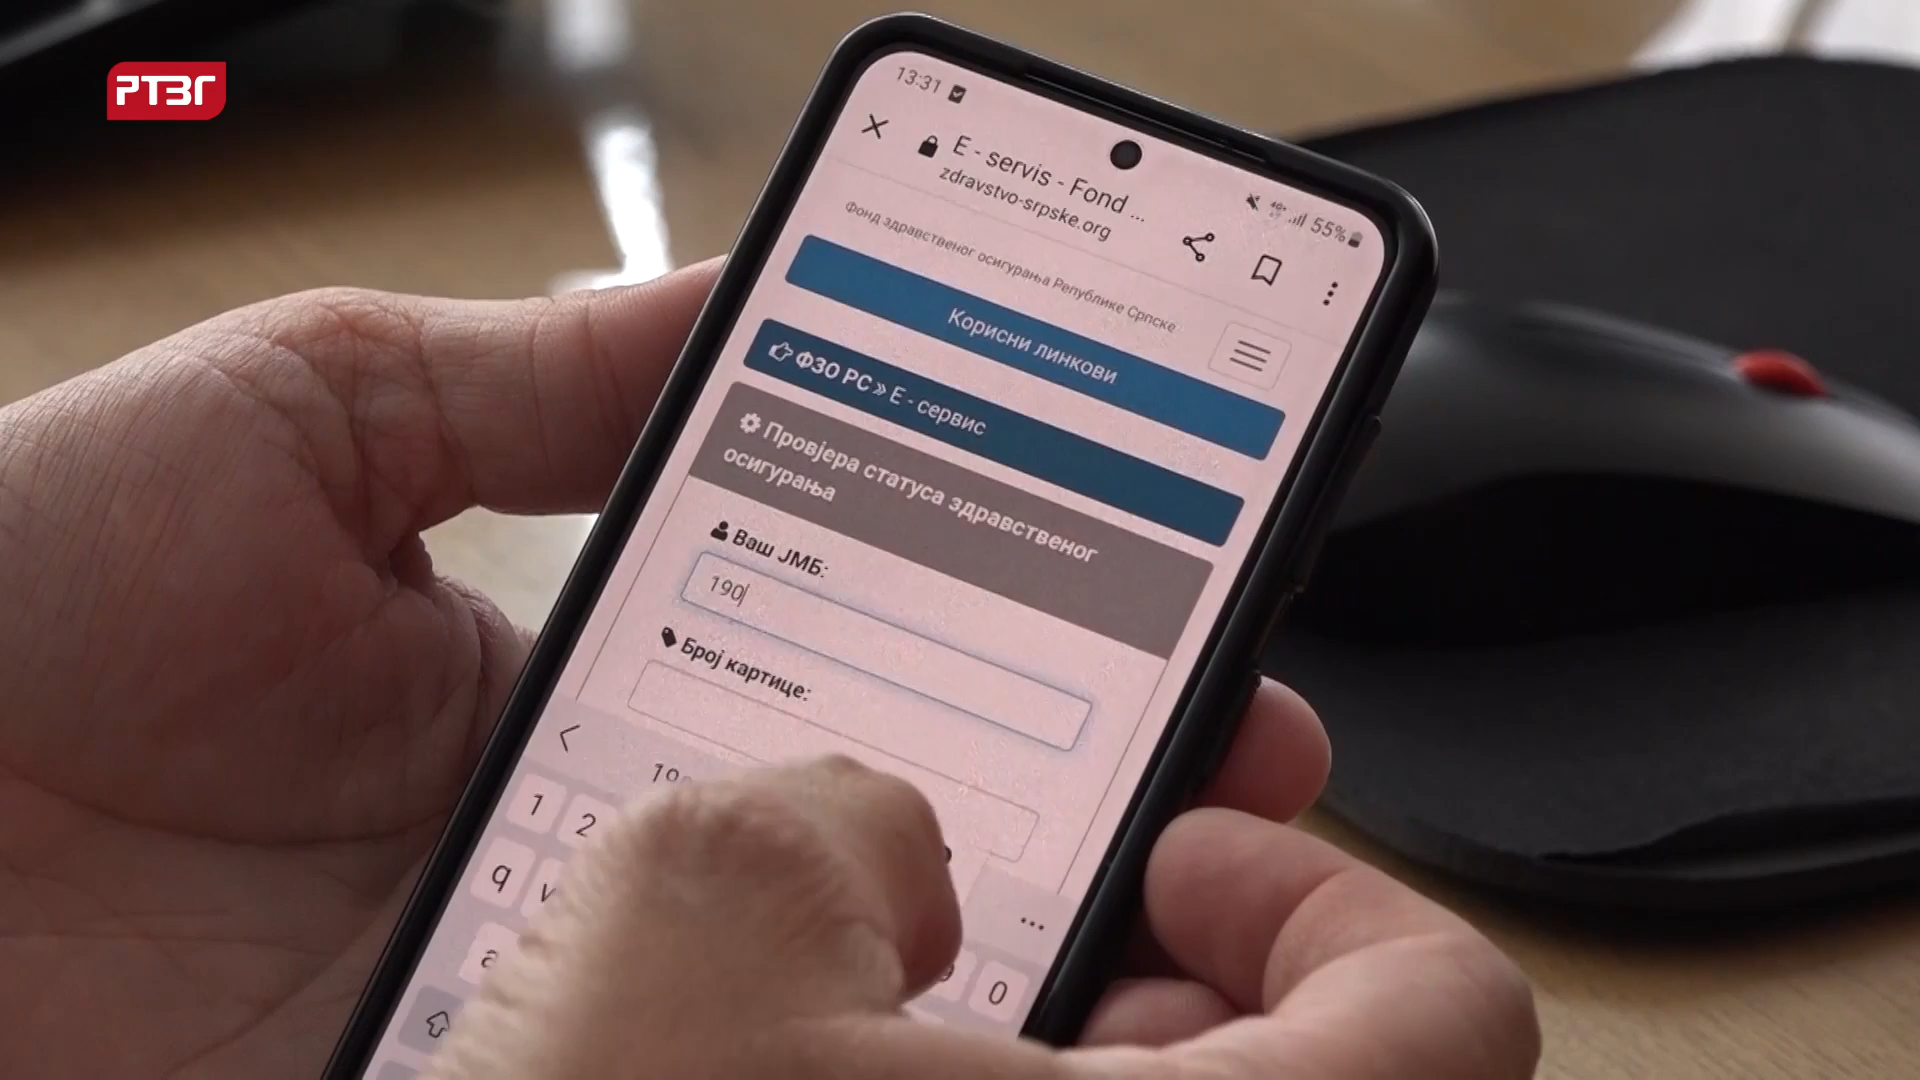 РТВГ
13:31
55%
E - servis - Fond ...
zdravstvo-srpske.org
Фонд здравственог осигурања Републике Српске
Корисни линкови
ФЗО РС » Е - сервис
Провјера статуса здравственог
осигурања
Ваш ЈМБ:
190
Број картице:
190
1 2
0
q
a